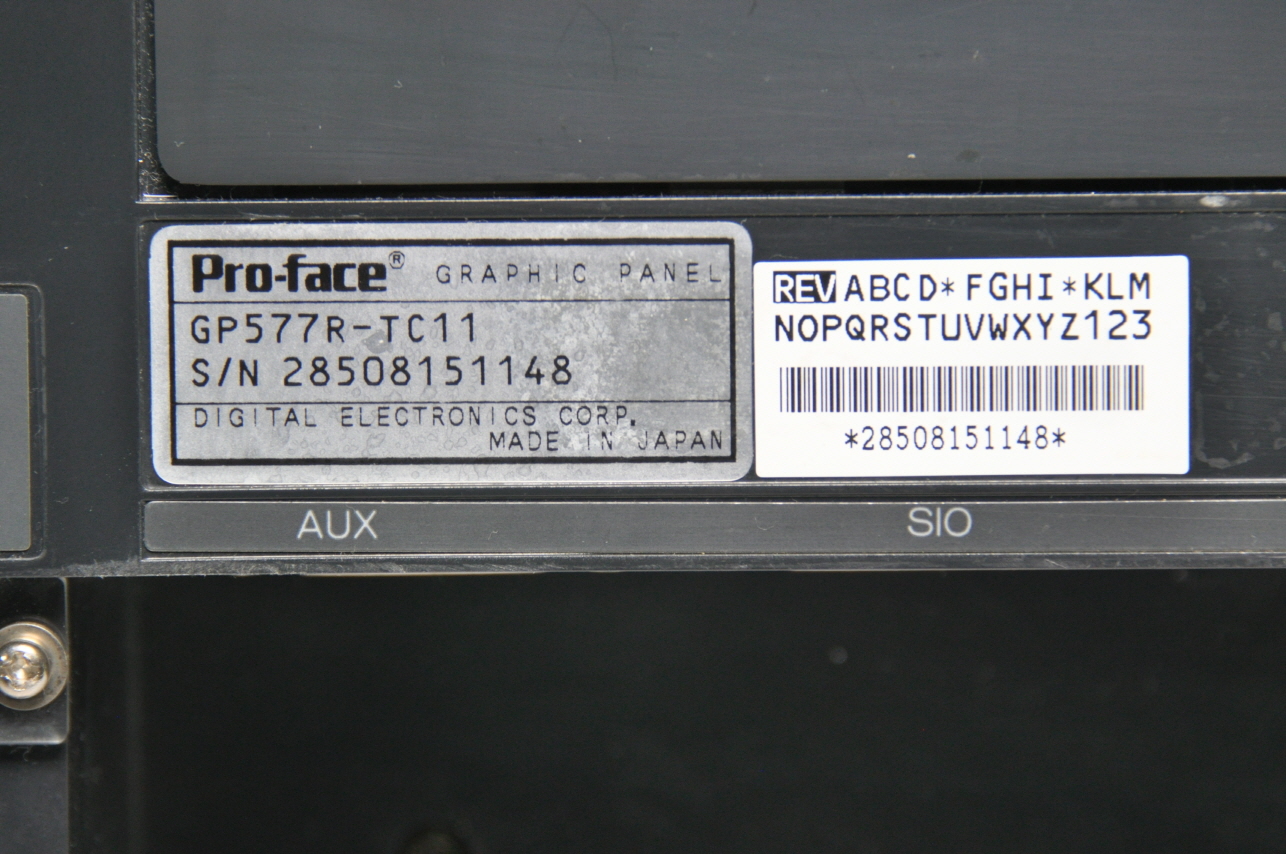 Pro-face® GRAPHIC PANEL
GP577R-TC11
S/N 28508151148
DIGITAL ELECTRONICS CORP.
MADE IN JAPAN
REV ABCD*FGHI*KLM
NOPQRSTUVWXYZ123
*28508151148*
AUX
SIO